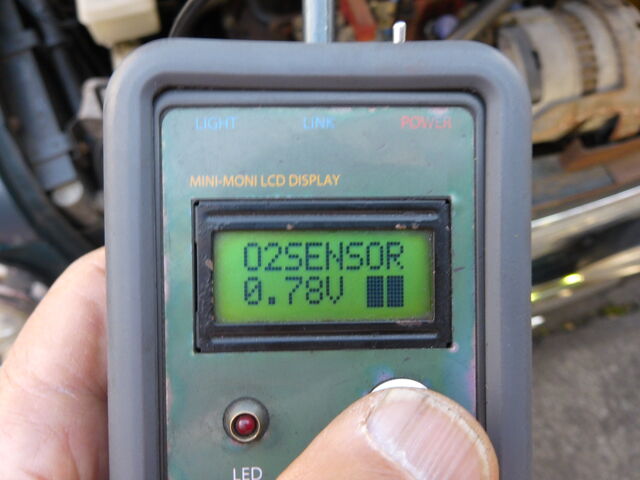 LIGHT LINK POWER
MINI-MONI LCD DISPLAY
O2SENSOR
0.78V
LED